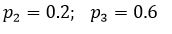 p₂ = 0.2; p₃ = 0.6